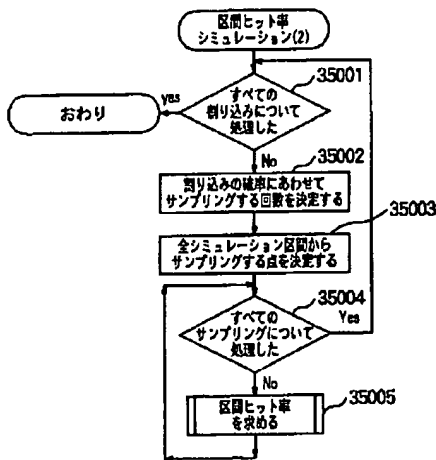 区間ヒット率
シミュレーション(2)
35001
すべての
割り込みについて
処理した
yes
おわり
No
35002
割り込みの確率にあわせて
サンプリングする回数を決定する
35003
全シミュレーション区間から
サンプリングする点を決定する
35004
すべての
サンプリングについて
処理した
Yes
No
35005
区間ヒット率
を求める